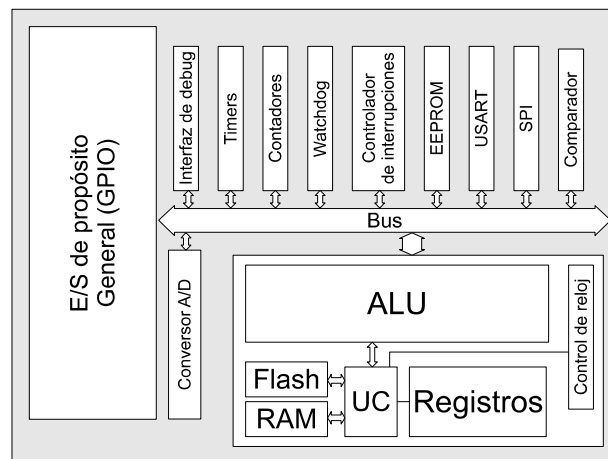 E/S de propósito
General (GPIO)
Interfaz de debug
Timers
Contadores
Watchdog
Controlador
de interrupciones
EEPROM
USART
SPI
Comparador
Bus
Conversor A/D
ALU
Control de reloj
Flash
RAM
UC
Registros